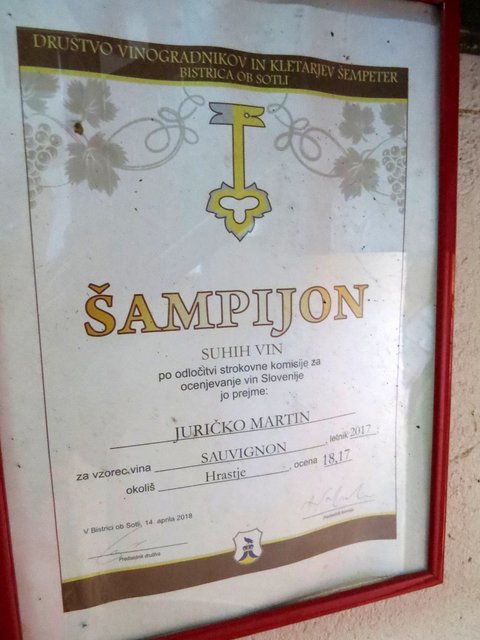 DRUŠTVO VINOGRADNIKOV IN KLETARJEV ŠEMPETER
BISTRICA OB SOTLI
ŠAMPIJON
SUHIH VIN
po odločitvi strokovne komisije za
ocenjevanje vin Slovenije
jo prejme:
JURIČKO MARTIN
za vzorec vina SAUVIGNON, letnik 2017
okoliš Hrastje, ocena 18,17
V Bistrici ob Sotli, 14. aprila 2018
Predsednik društva
Predsednik komisije